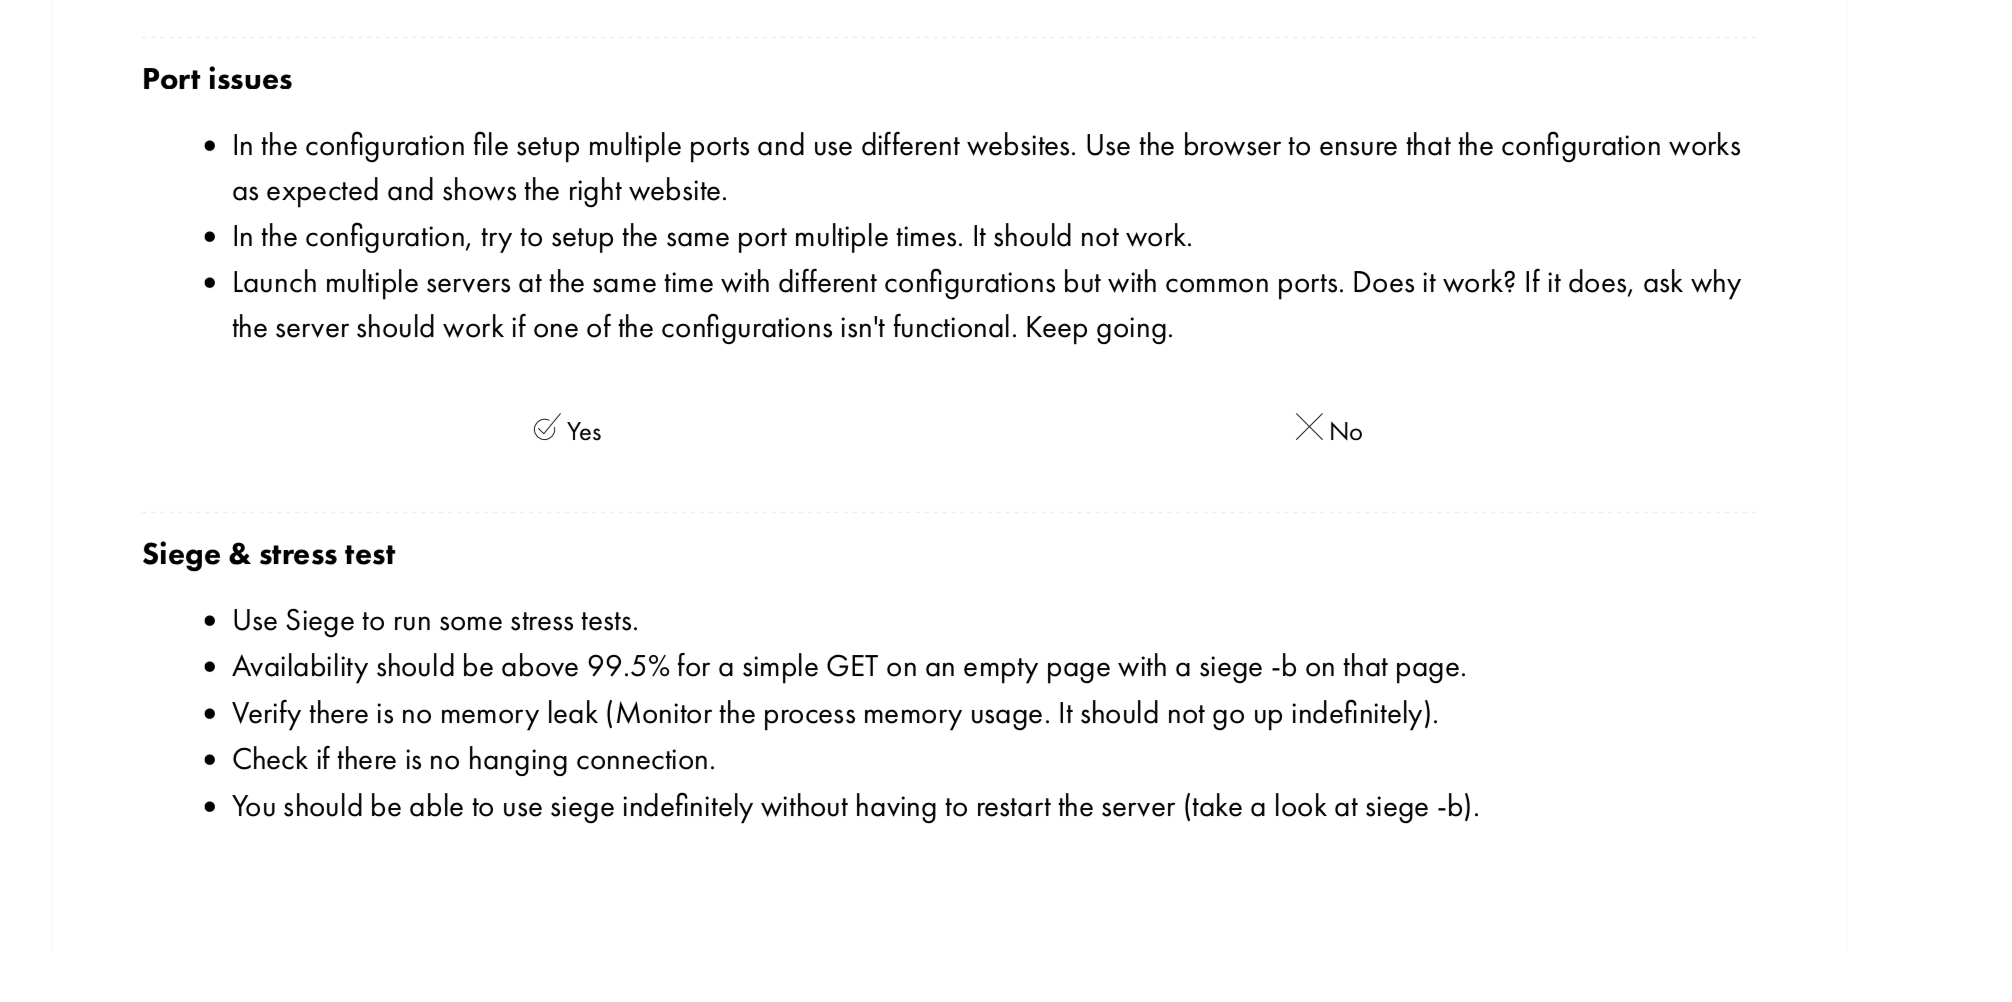 Port issues
• In the configuration file setup multiple ports and use different websites. Use the browser to ensure that the configuration works
as expected and shows the right website.
• In the configuration, try to setup the same port multiple times. It should not work.
• Launch multiple servers at the same time with different configurations but with common ports. Does it work? If it does, ask why
the server should work if one of the configurations isn't functional. Keep going.
Yes
No
Siege & stress test
• Use Siege to run some stress tests.
• Availability should be above 99.5% for a simple GET on an empty page with a siege -b on that page.
• Verify there is no memory leak (Monitor the process memory usage. It should not go up indefinitely).
• Check if there is no hanging connection.
• You should be able to use siege indefinitely without having to restart the server (take a look at siege -b).